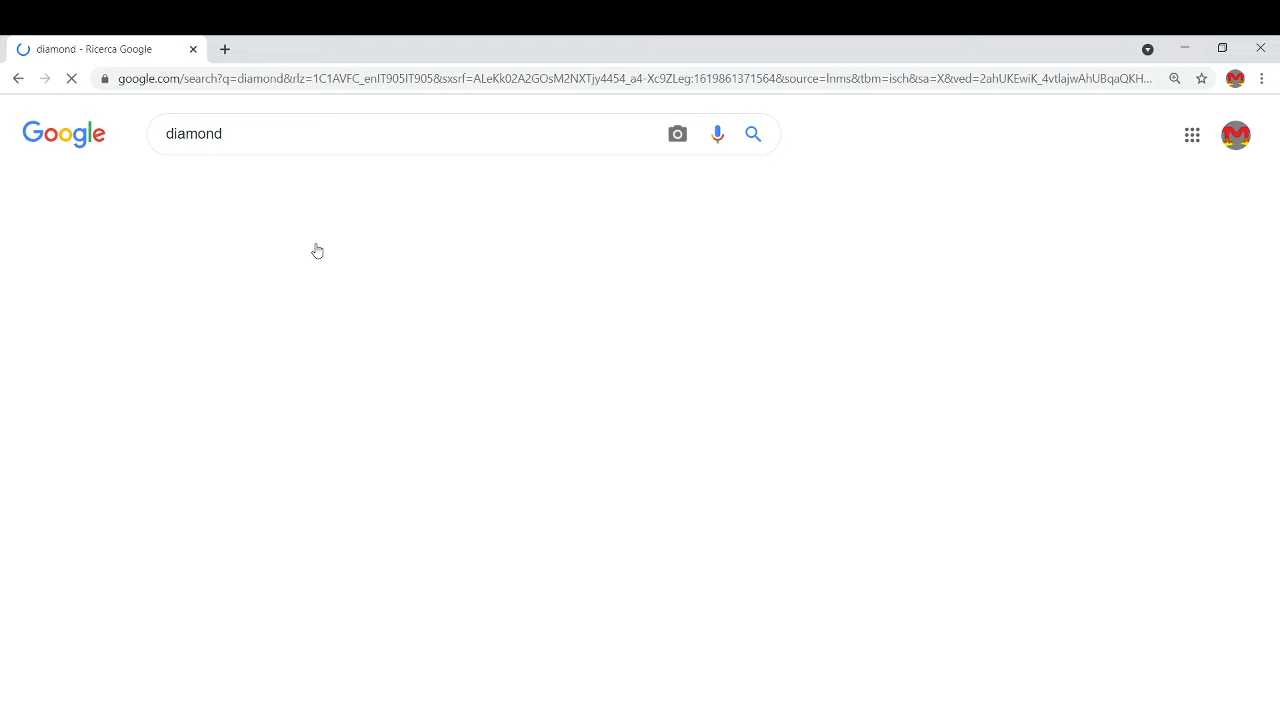 diamond - Ricerca Google
google.com/search?q=diamond&rlz=1C1AVFC_enIT905IT905&sxsrf=ALeKk02A2GOsM2NXTjy4454_a4-Xc9ZLeg:1619861371564&source=lnms&tbm=isch&sa=X&ved=2ahUKEwiK_4vtlajwAhUBqaQKH...
Google
diamond